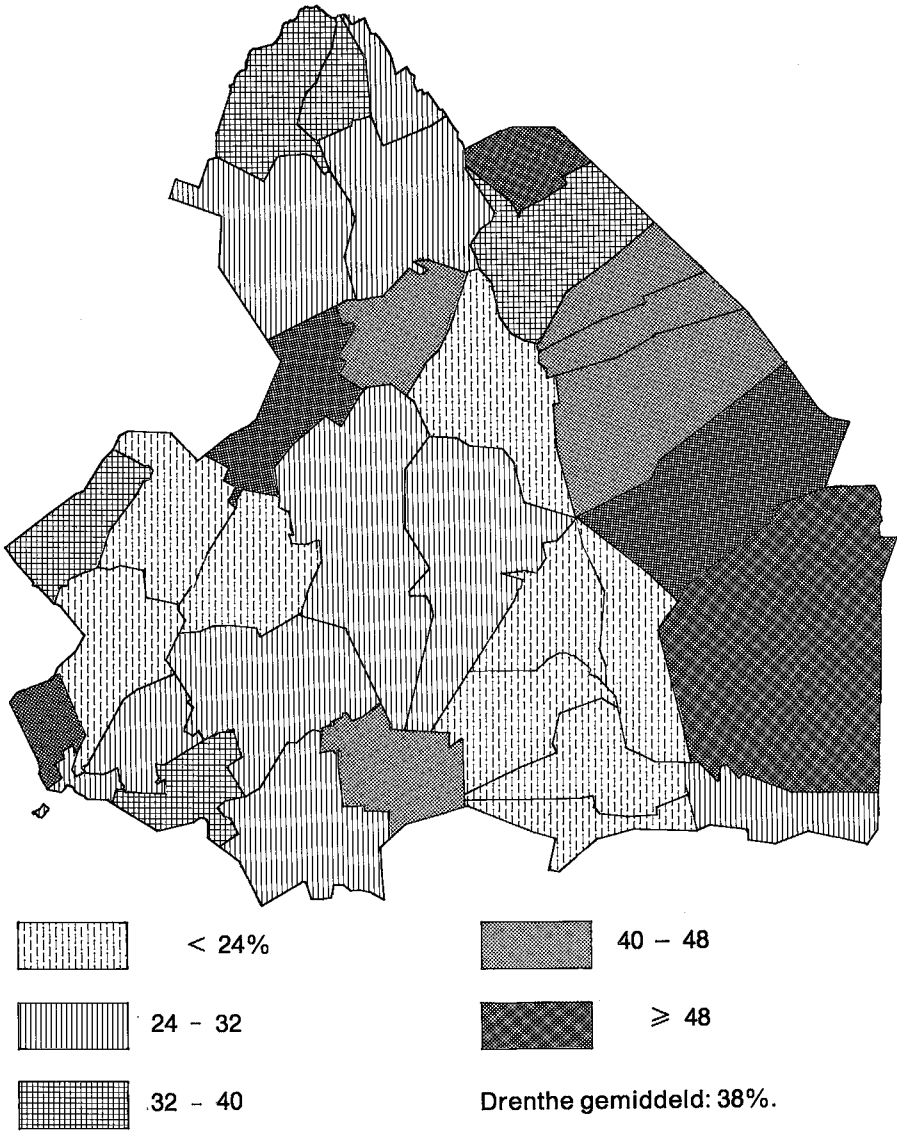 < 24%
24 – 32
32 – 40
40 – 48
⩾ 48
Drenthe gemiddeld: 38%.